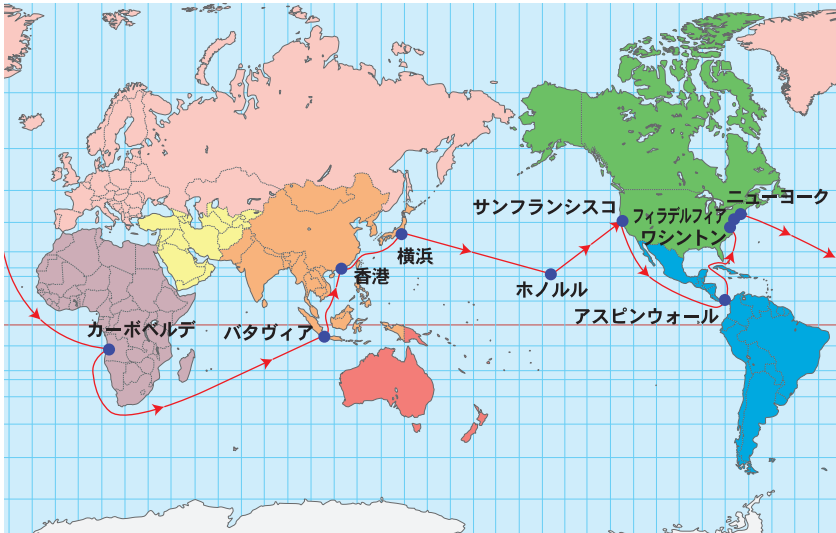 ニューヨーク
サンフランシスコ
フィラデルフィア
ワシントン
横浜
香港
ホノルル
アスピンウォール
カーボベルデ
バタヴィア